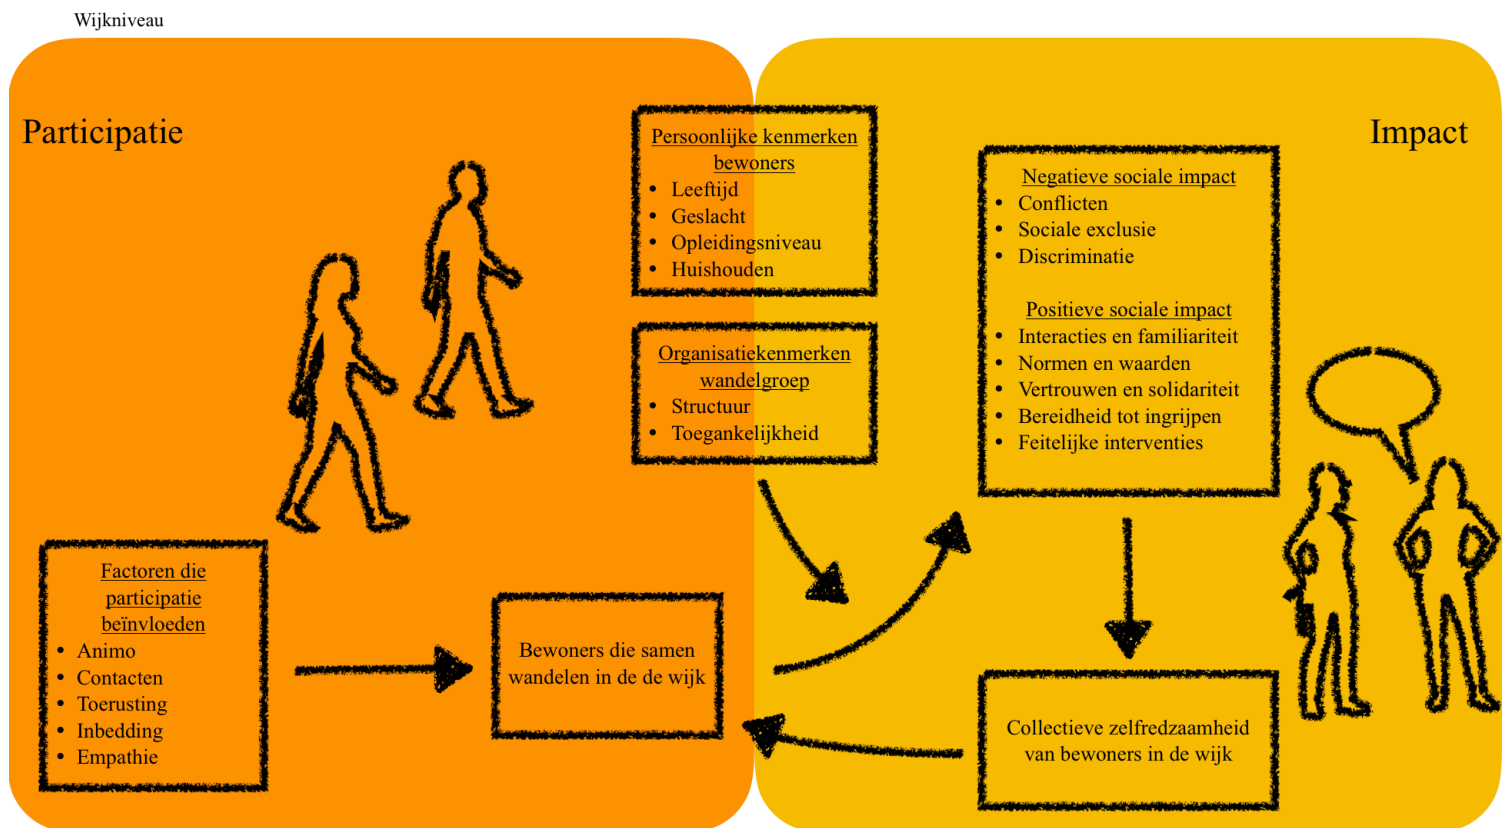 Wijkniveau
Participatie
Impact
Persoonlijke kenmerken
bewoners
• Leeftijd
• Geslacht
• Opleidingsniveau
• Huishouden
Organisatiekenmerken
wandelgroep
• Structuur
• Toegankelijkheid
Negatieve sociale impact
• Conflicten
• Sociale exclusie
• Discriminatie
Positieve sociale impact
• Interacties en familiariteit
• Normen en waarden
• Vertrouwen en solidariteit
• Bereidheid tot ingrijpen
• Feitelijke interventies
Factoren die
participatie
beïnvloeden
• Animo
• Contacten
• Toerusting
• Inbedding
• Empathie
Bewoners die samen
wandelen in de de wijk
Collectieve zelfredzaamheid
van bewoners in de wijk